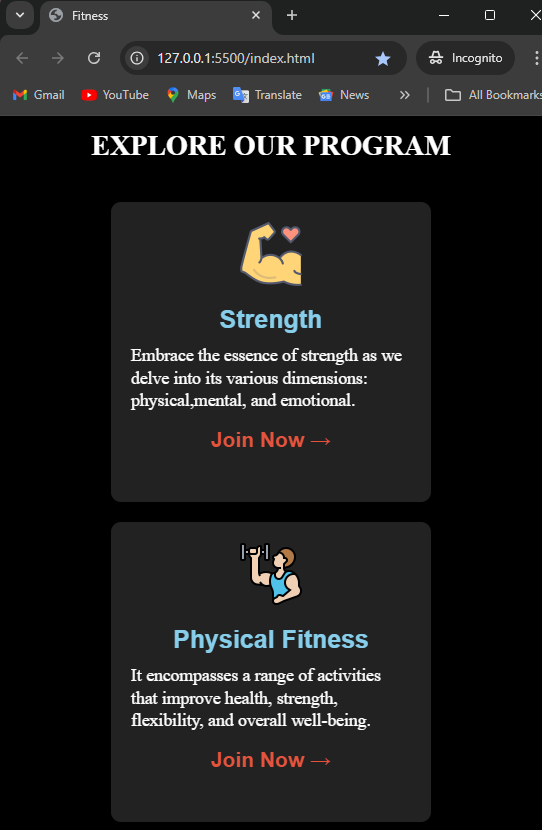 Fitness
127.0.0.1:5500/index.html
Incognito
Gmail YouTube Maps Translate News All Bookmarks
EXPLORE OUR PROGRAM
Strength
Embrace the essence of strength as we
delve into its various dimensions:
physical,mental, and emotional.
Join Now →
Physical Fitness
It encompasses a range of activities
that improve health, strength,
flexibility, and overall well-being.
Join Now →